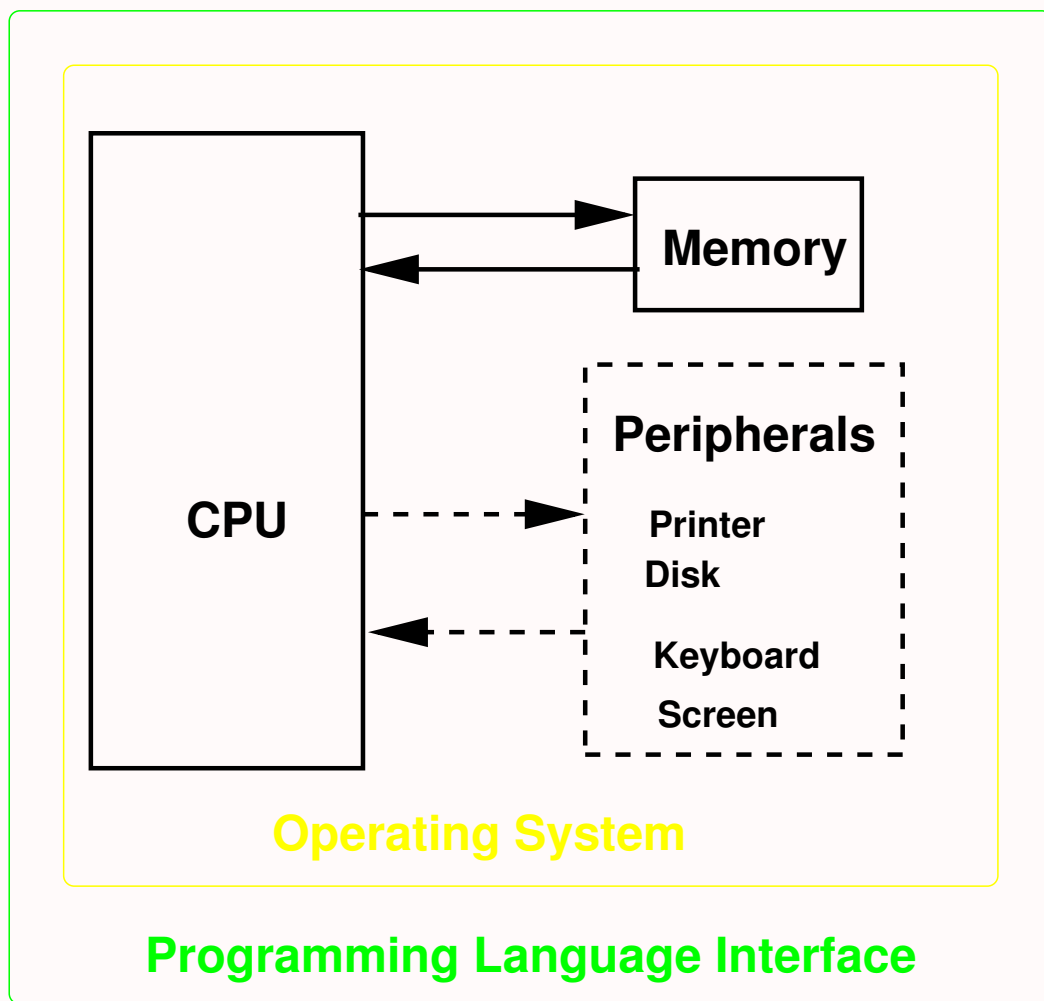 Memory
Peripherals
CPU
Printer
Disk
Keyboard
Screen
Operating System
Programming Language Interface